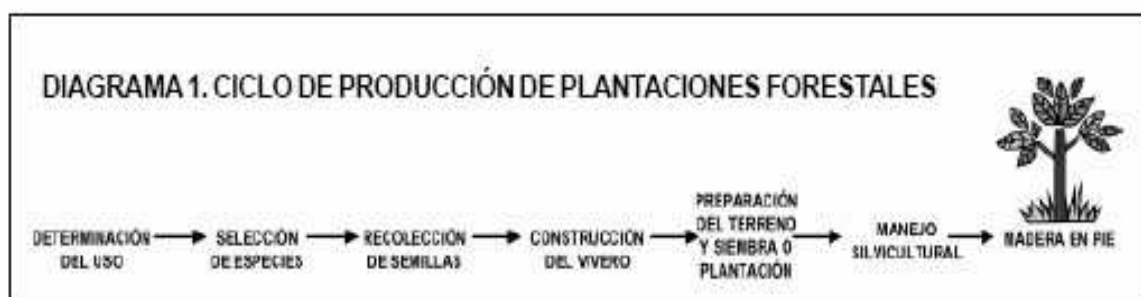 DIAGRAMA 1. CICLO DE PRODUCCIÓN DE PLANTACIONES FORESTALES
DETERMINACIÓN
DEL USO
SELECCIÓN
DE ESPECIES
RECOLECCIÓN
DE SEMILLAS
CONSTRUCCIÓN
DEL VIVERO
PREPARACIÓN
DEL TERRENO
Y SIEMBRA O
PLANTACIÓN
MANEJO
SILVICULTURAL
MADERA EN PIE